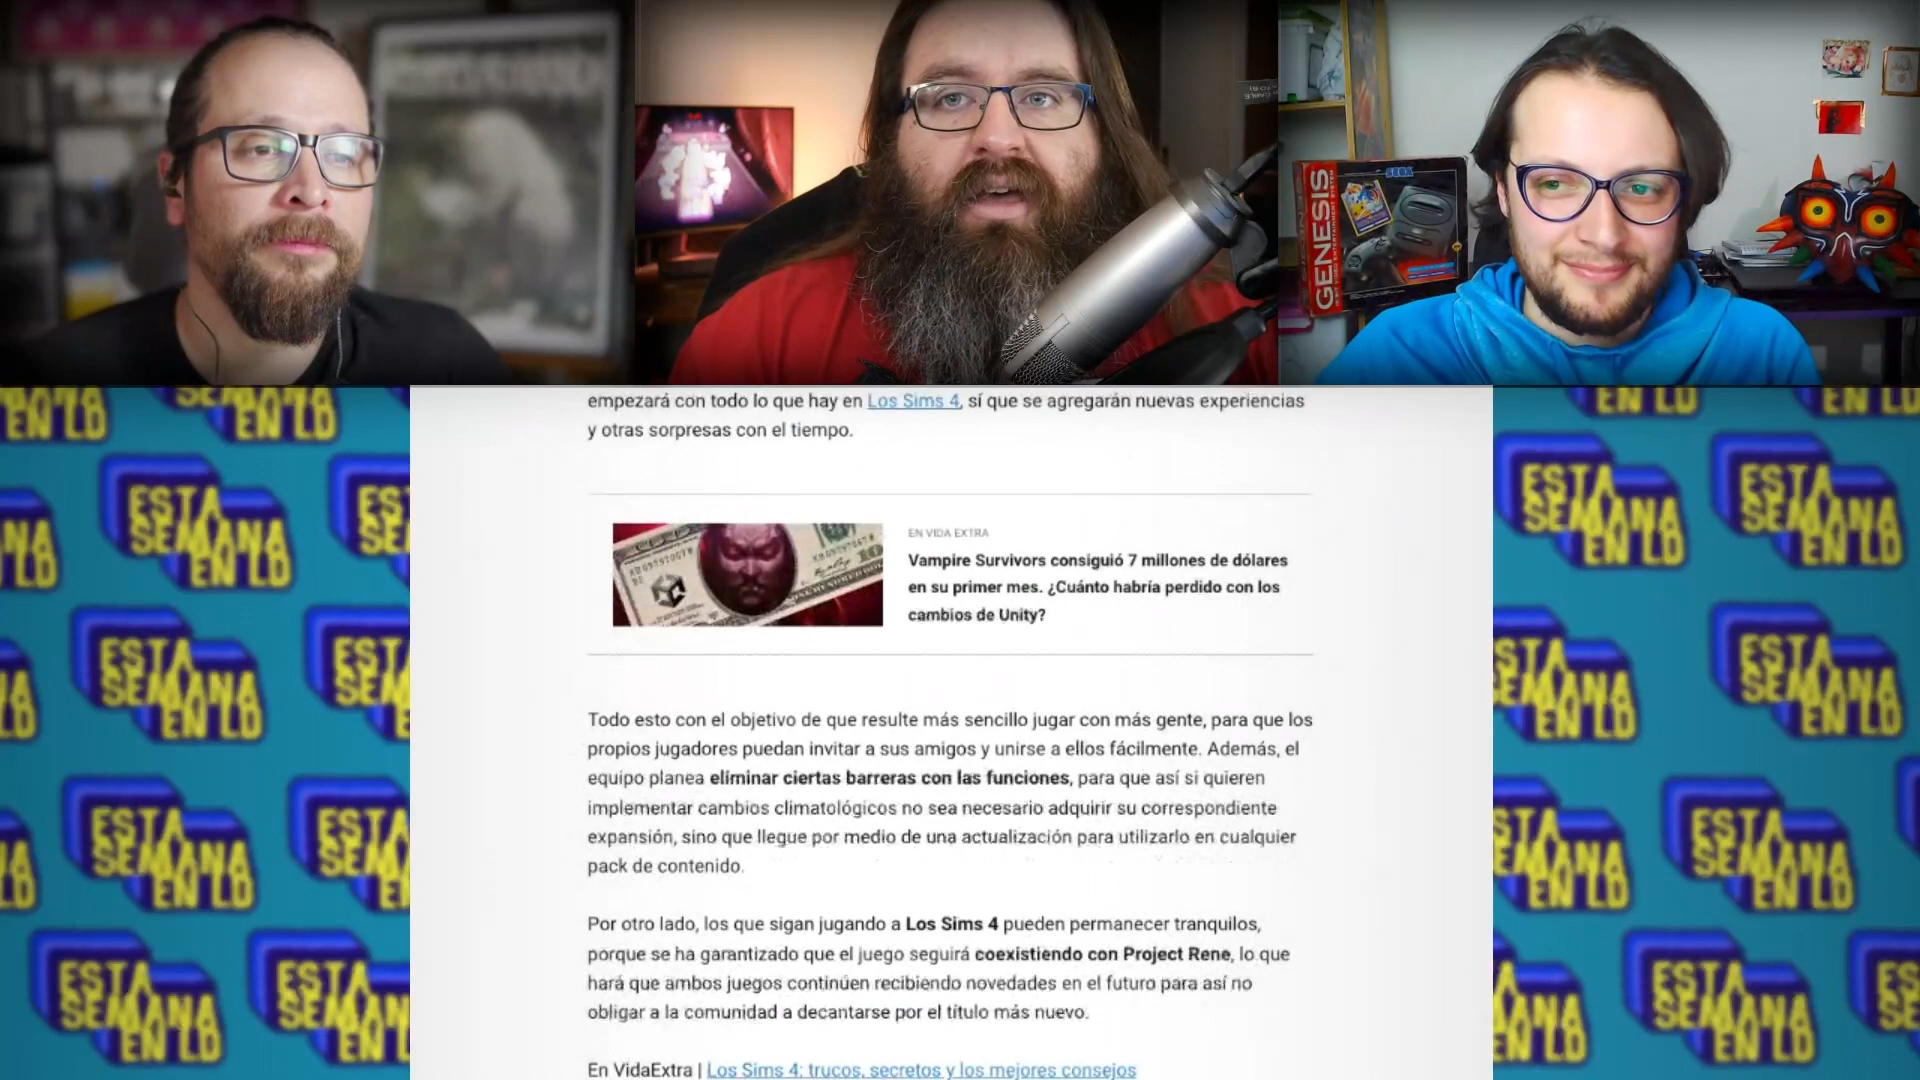 GENESIS
SEGA
empezará con todo lo que hay en Los Sims 4, sí que se agregarán nuevas experiencias
y otras sorpresas con el tiempo.
EN VIDA EXTRA
Vampire Survivors consiguió 7 millones de dólares
en su primer mes. ¿Cuánto habría perdido con los
cambios de Unity?
Todo esto con el objetivo de que resulte más sencillo jugar con más gente, para que los
propios jugadores puedan invitar a sus amigos y unirse a ellos fácilmente. Además, el
equipo planea eliminar ciertas barreras con las funciones, para que así si quieren
implementar cambios climatológicos no sea necesario adquirir su correspondiente
expansión, sino que llegue por medio de una actualización para utilizarlo en cualquier
pack de contenido.
Por otro lado, los que sigan jugando a Los Sims 4 pueden permanecer tranquilos,
porque se ha garantizado que el juego seguirá coexistiendo con Project Rene, lo que
hará que ambos juegos continúen recibiendo novedades en el futuro para así no
obligar a la comunidad a decantarse por el título más nuevo.
En VidaExtra | Los Sims 4: trucos, secretos y los mejores consejos
ESTA
SEMANA
EN LD